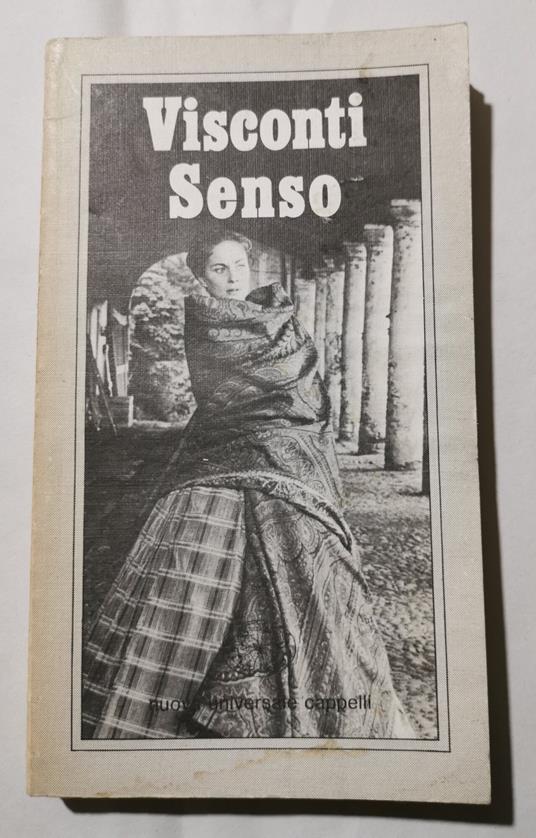 Visconti
Senso
nuova universale cappelli